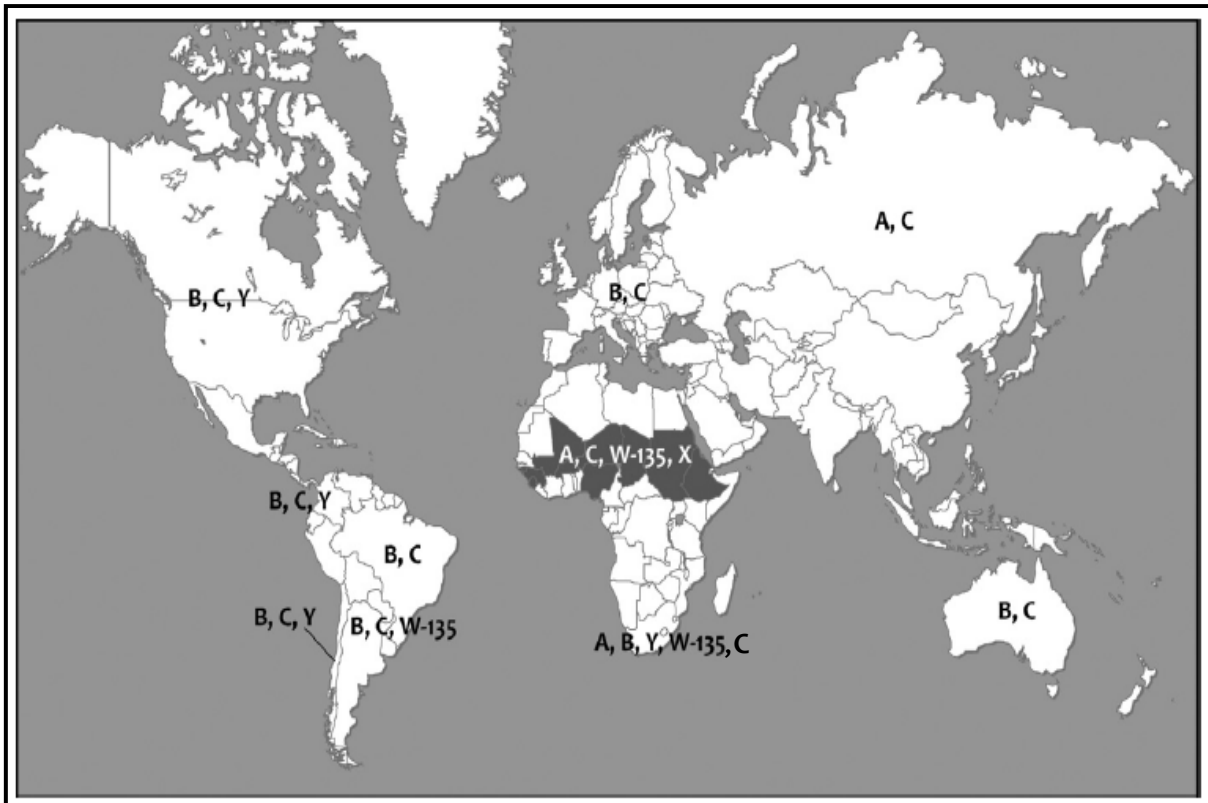 A, C
B, C
B, C, Y
A, C, W-135, X
B, C, Y
B, C
B, C, Y
B, C, W-135
A, B, Y, W-135, C
B, C